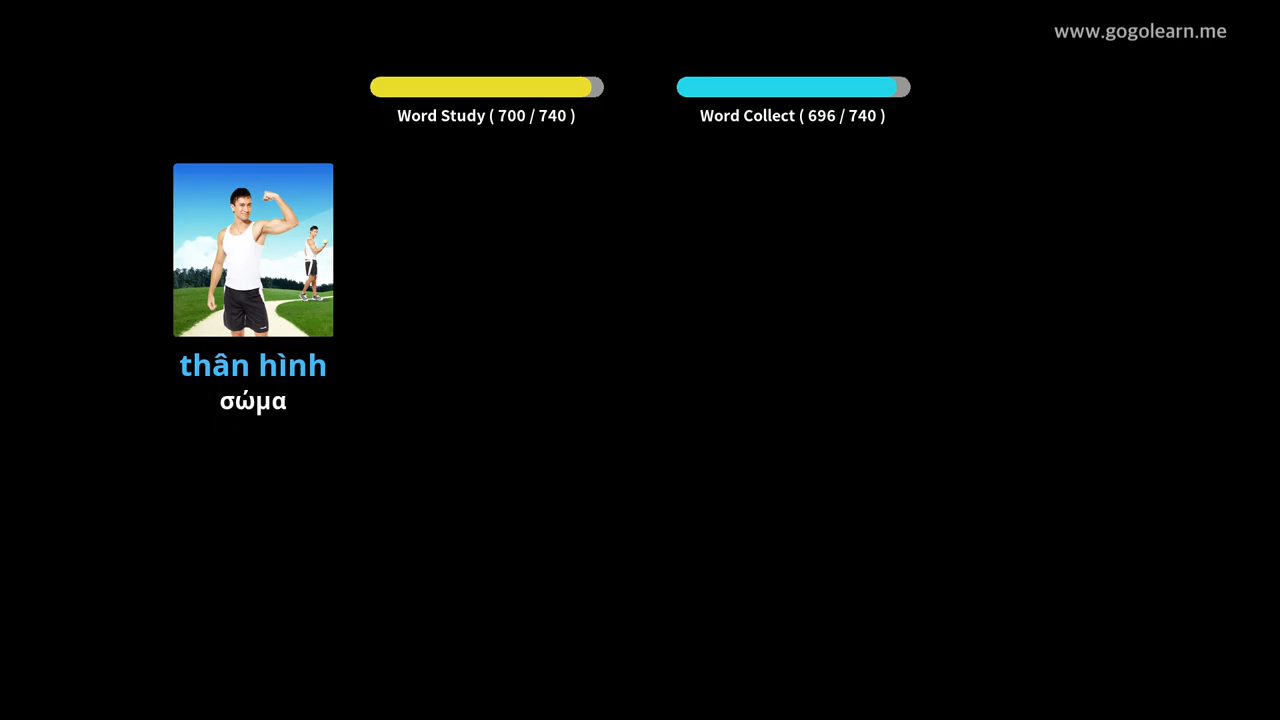 www.gogolearn.me
Word Study ( 700 / 740 )
Word Collect ( 696 / 740 )
thân hình
σώμα